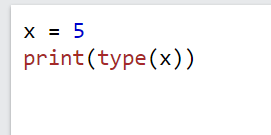 x = 5
print(type(x))